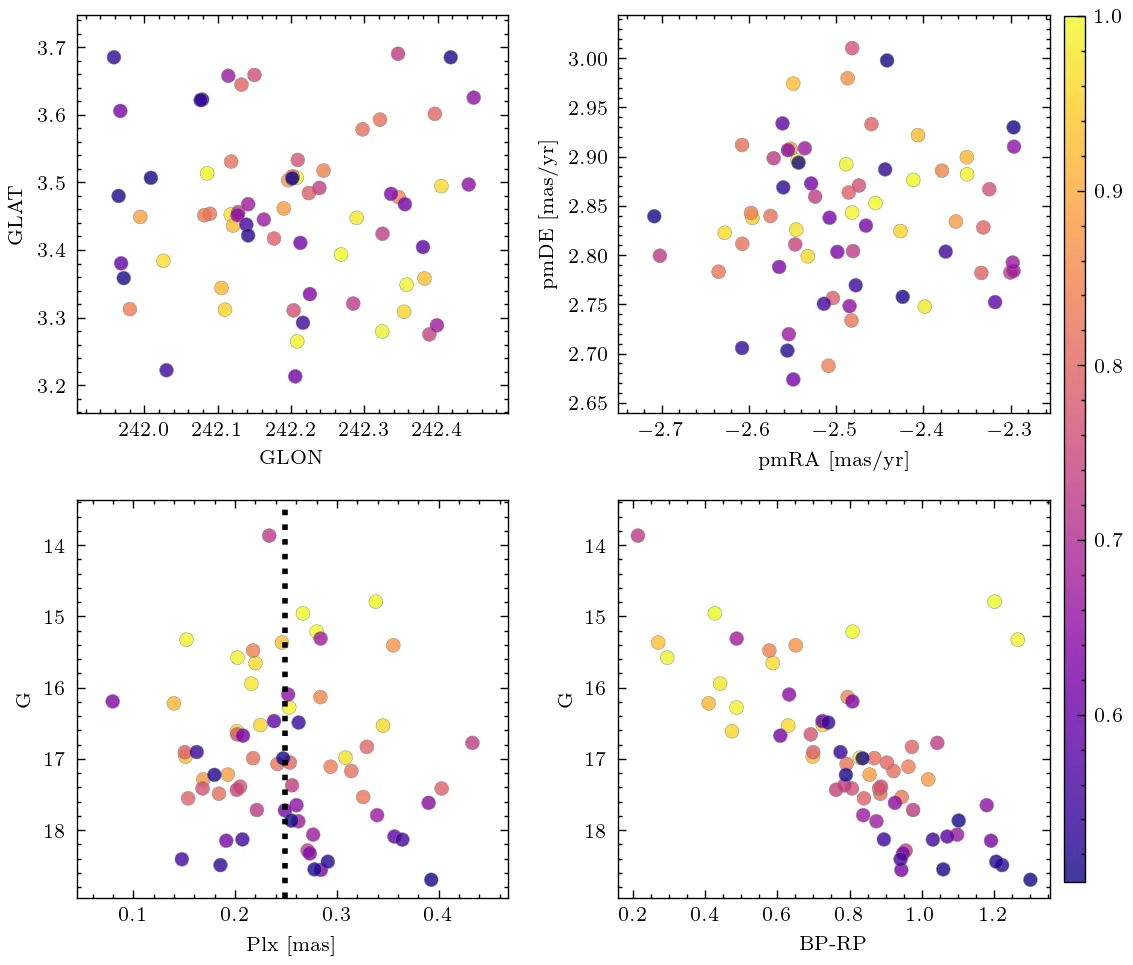 3.7
3.6
3.5
3.4
3.3
3.2
GLAT
242.0 242.1 242.2 242.3 242.4
GLON
3.00
2.95
2.90
2.85
2.80
2.75
2.70
2.65
pmDE [mas/yr]
−2.7 −2.6 −2.5 −2.4 −2.3
pmRA [mas/yr]
1.0
0.9
0.8
0.7
0.6
14
15
16
17
18
G
0.1 0.2 0.3 0.4
Plx [mas]
14
15
16
17
18
G
0.2 0.4 0.6 0.8 1.0 1.2
BP-RP